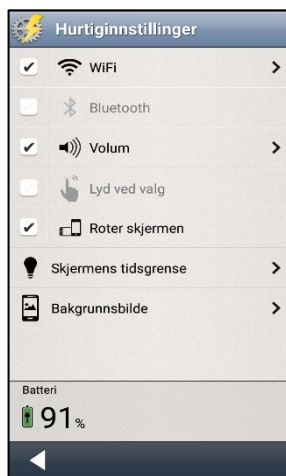 Hurtiginnstillinger
WiFi
Bluetooth
Volum
Lyd ved valg
Roter skjermen
Skjermens tidsgrense
Bakgrunnsbilde
Batteri
91%